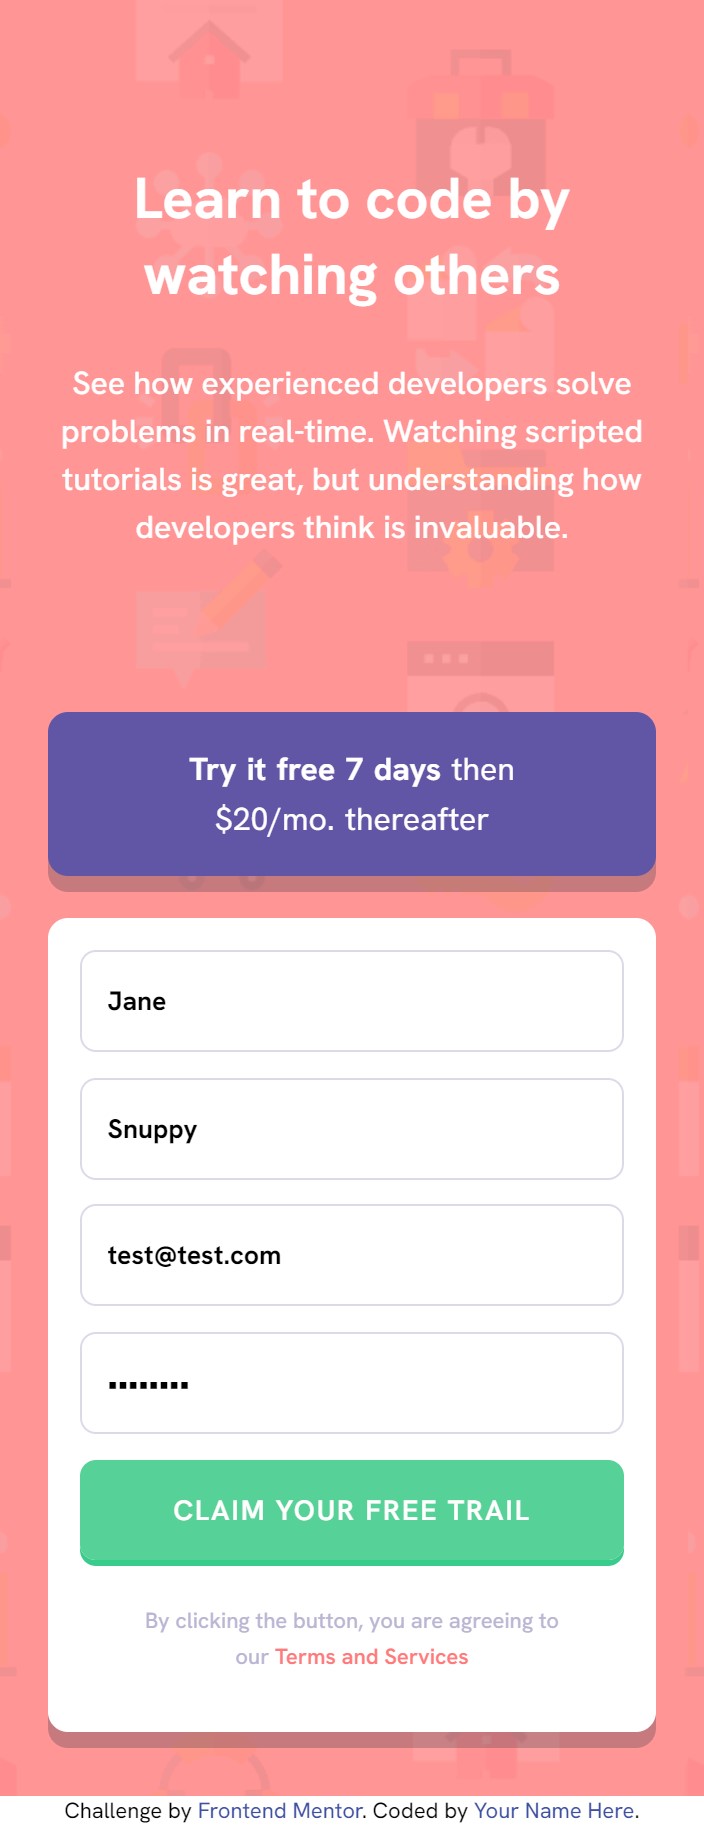 Learn to code by
watching others
See how experienced developers solve
problems in real-time. Watching scripted
tutorials is great, but understanding how
developers think is invaluable.
Try it free 7 days then
$20/mo. thereafter
Jane
Snuppy
test@test.com
CLAIM YOUR FREE TRAIL
By clicking the button, you are agreeing to
our Terms and Services
Challenge by Frontend Mentor. Coded by Your Name Here.